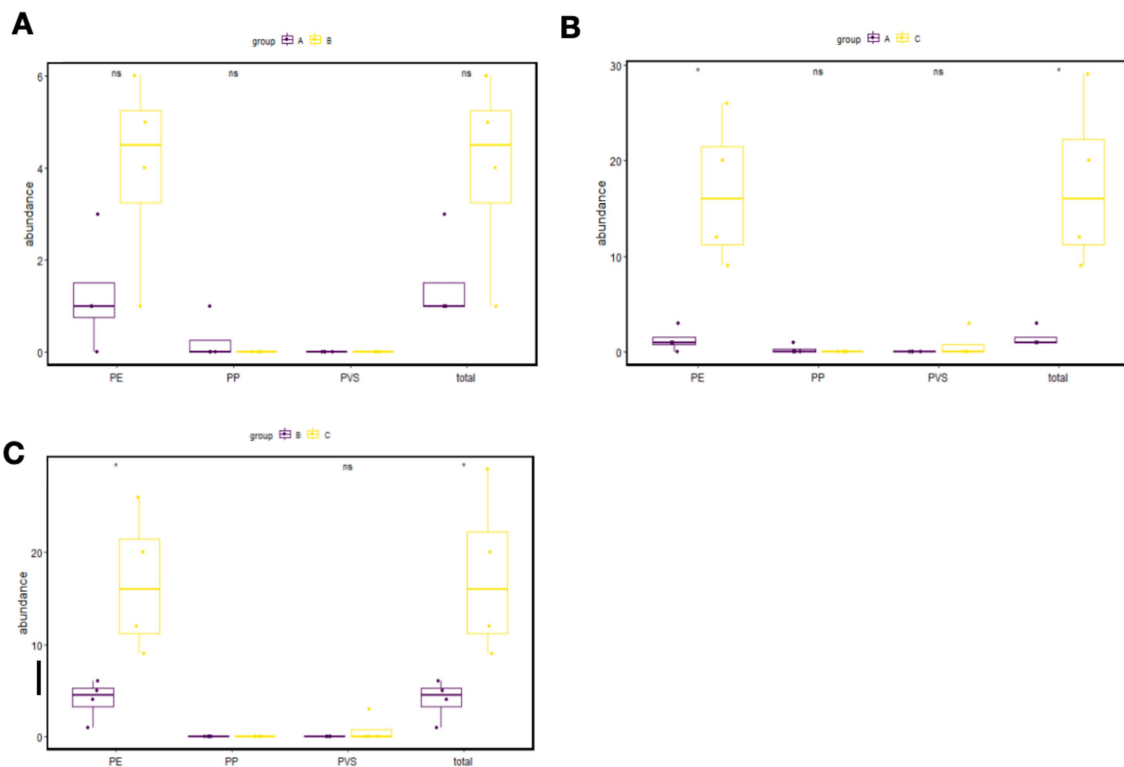 A
B
group A B
group A C
ns ns ns
* ns ns *
6
4
2
0
abundance
30
20
10
0
abundance
PE PP PVS total
PE PP PVS total
C
group B C
* ns *
20
10
0
abundance
PE PP PVS total